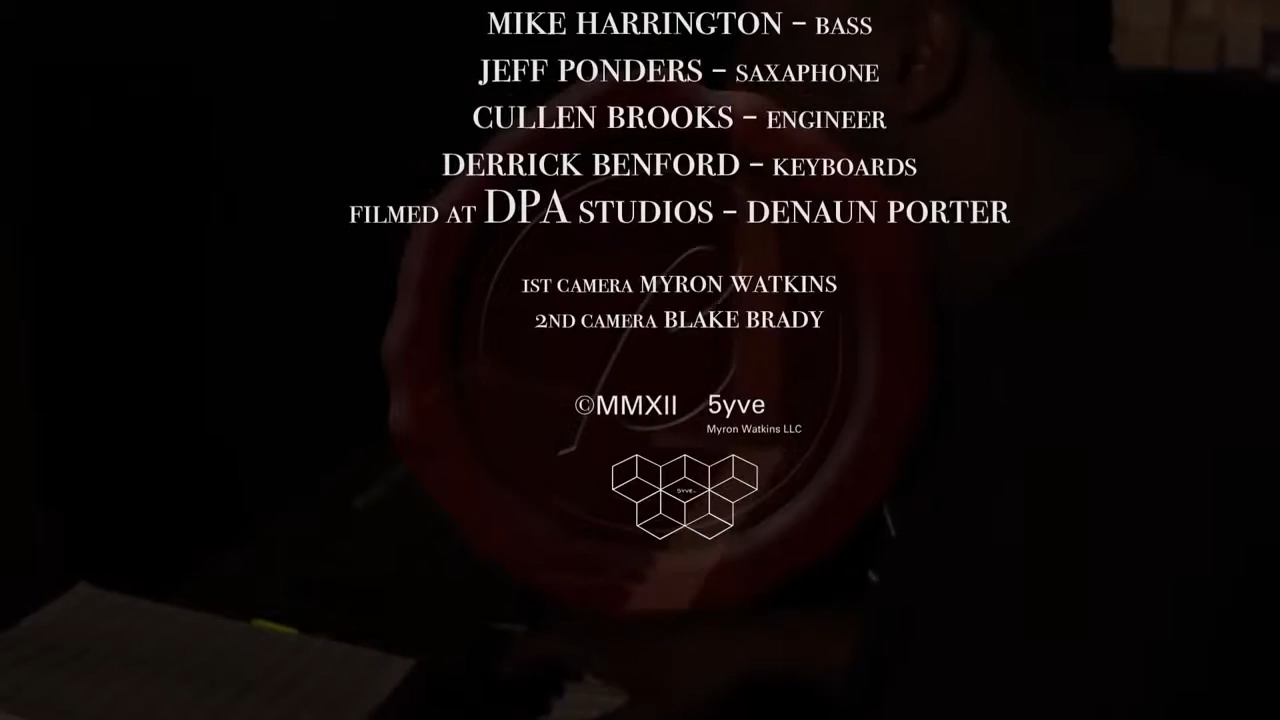 MIKE HARRINGTON – BASS
JEFF PONDERS – SAXAPHONE
CULLEN BROOKS – ENGINEER
DERRICK BENFORD – KEYBOARDS
FILMED AT DPA STUDIOS – DENAUN PORTER
1ST CAMERA MYRON WATKINS
2ND CAMERA BLAKE BRADY
©MMXII 5yve
Myron Watkins LLC
5YVE